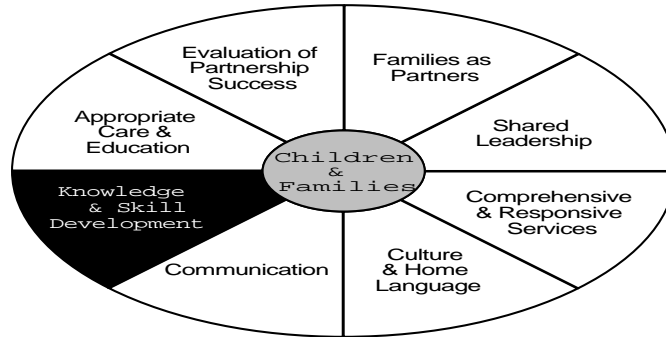 Evaluation of
Partnership
Success
Families as
Partners
Appropriate
Care &
Education
Shared
Leadership
Children
&
Families
Knowledge
& Skill
Development
Comprehensive
& Responsive
Services
Communication
Culture
& Home
Language